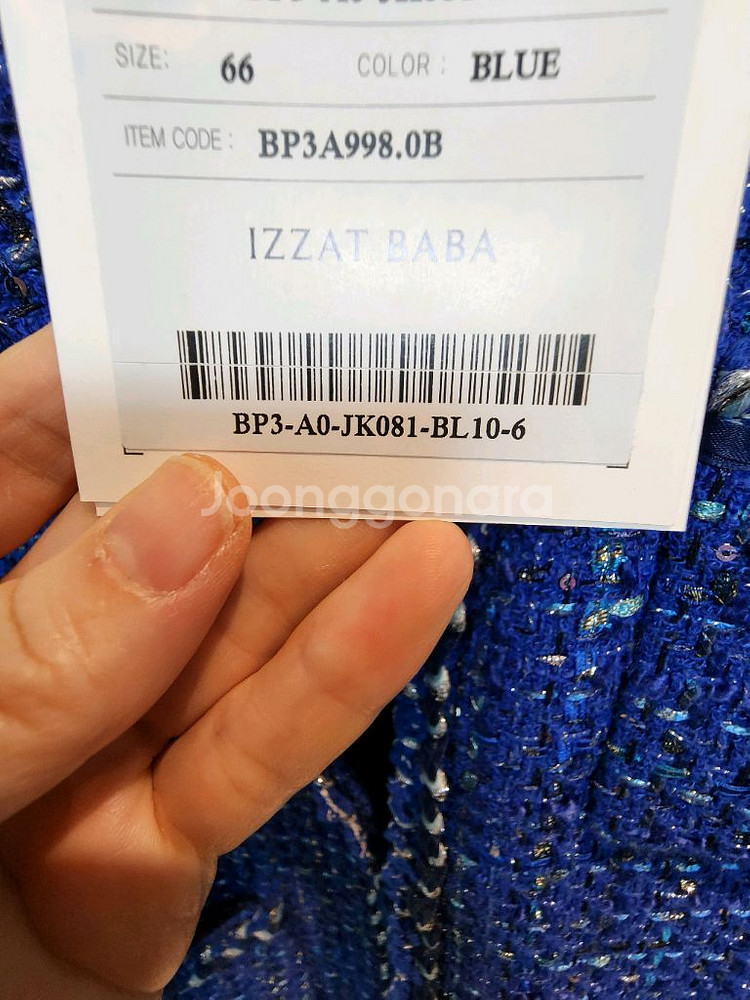 SIZE: 66 COLOR : BLUE
ITEM CODE : BP3A998.0B
IZZAT BABA
BP3-A0-JK081-BL10-6
Joonggonara